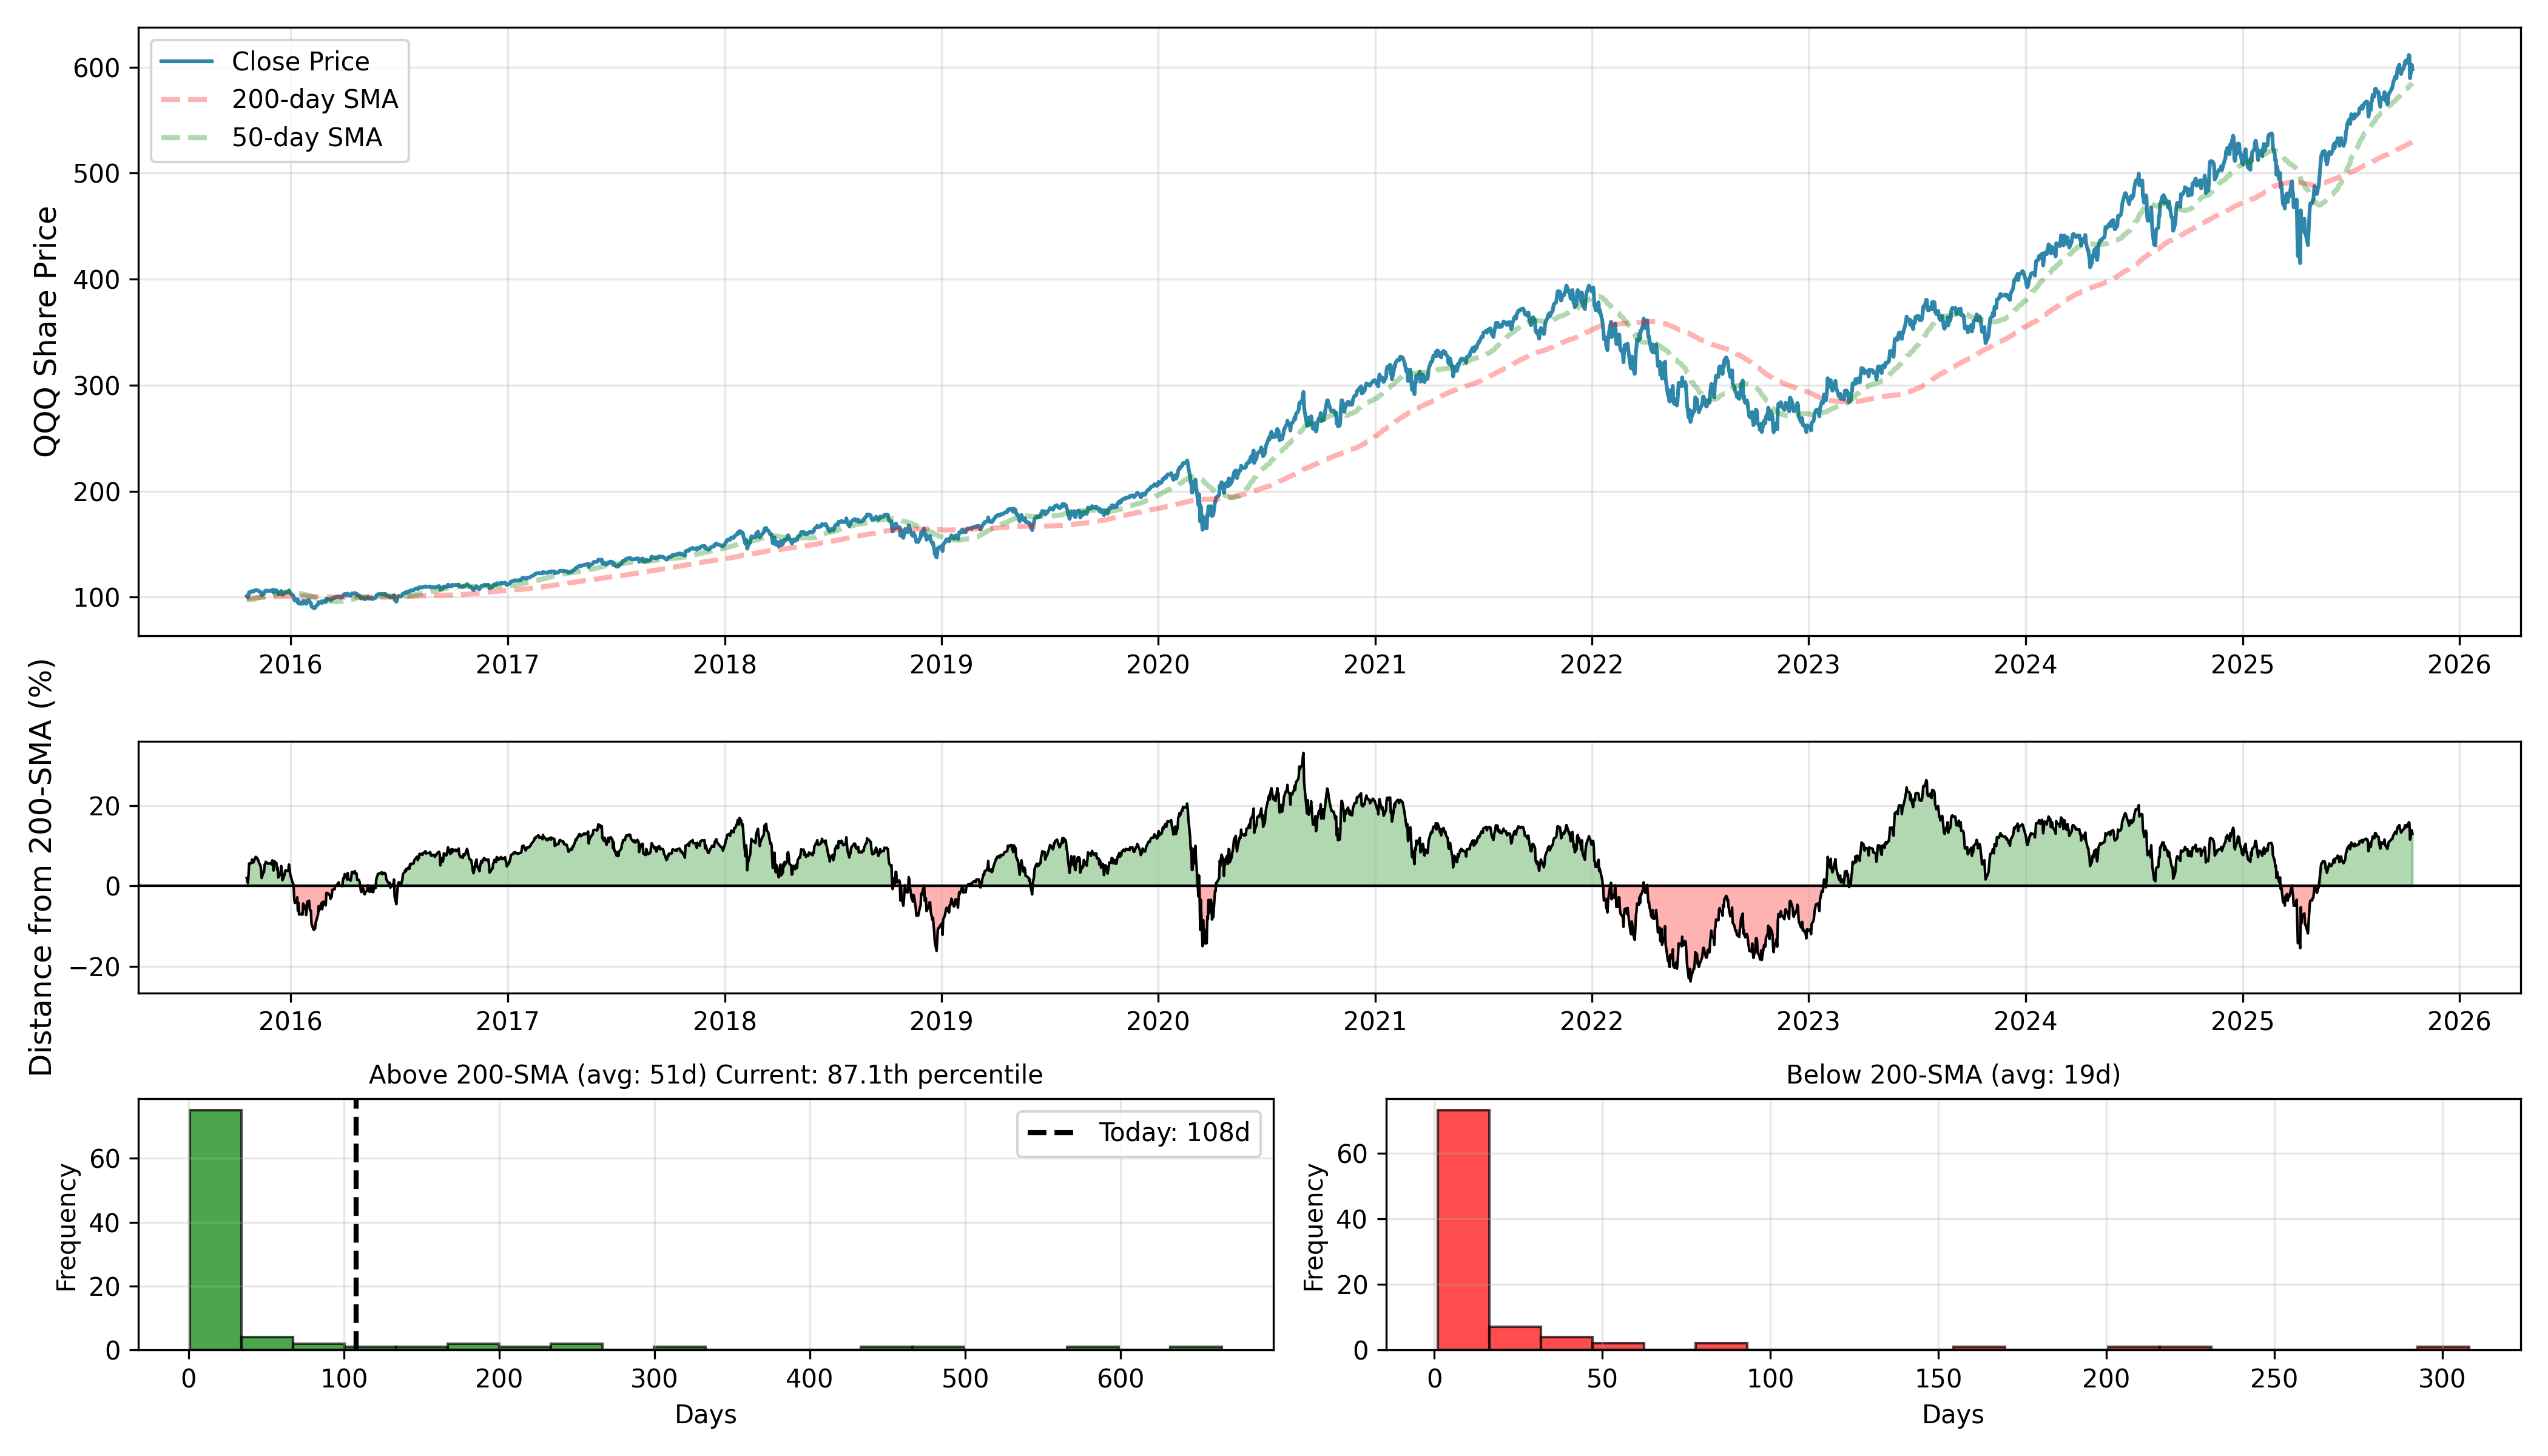 Close Price
200-day SMA
50-day SMA
QQQ Share Price
600
500
400
300
200
100
2016 2017 2018 2019 2020 2021 2022 2023 2024 2025 2026
Distance from 200-SMA (%)
20
0
−20
2016 2017 2018 2019 2020 2021 2022 2023 2024 2025 2026
Above 200-SMA (avg: 51d) Current: 87.1th percentile
Today: 108d
Frequency
60
40
20
0
0 100 200 300 400 500 600
Days
Below 200-SMA (avg: 19d)
Frequency
60
40
20
0
0 50 100 150 200 250 300
Days